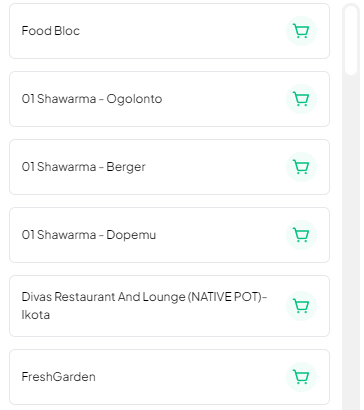 Food Bloc
01 Shawarma - Ogolonto
01 Shawarma - Berger
01 Shawarma - Dopemu
Divas Restaurant And Lounge (NATIVE POT)-
Ikota
FreshGarden